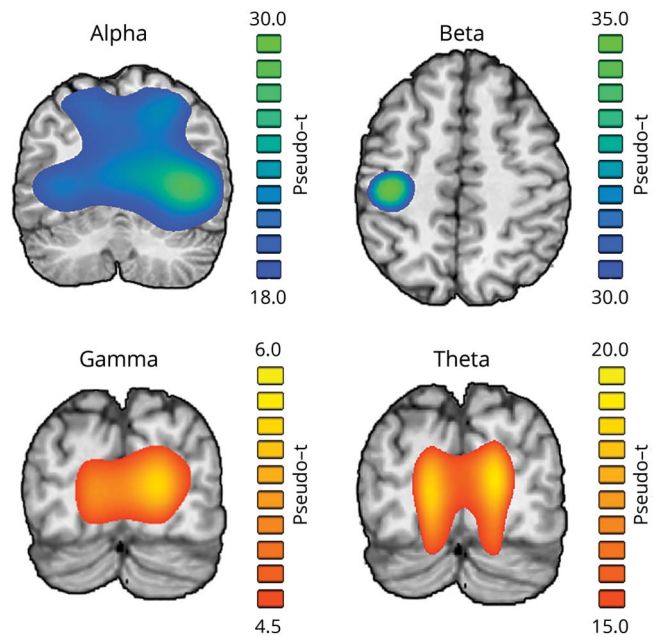 Alpha
30.0
Pseudo-t
18.0
Beta
35.0
Pseudo-t
30.0
Gamma
6.0
Pseudo-t
4.5
Theta
20.0
Pseudo-t
15.0